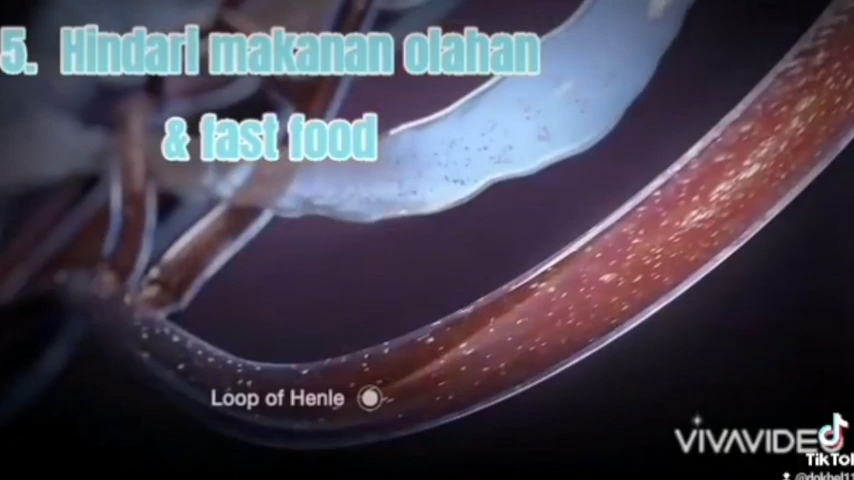 5. Hindari makanan olahan
& fast food
Loop of Henle
VIVAVIDEO
TikTok